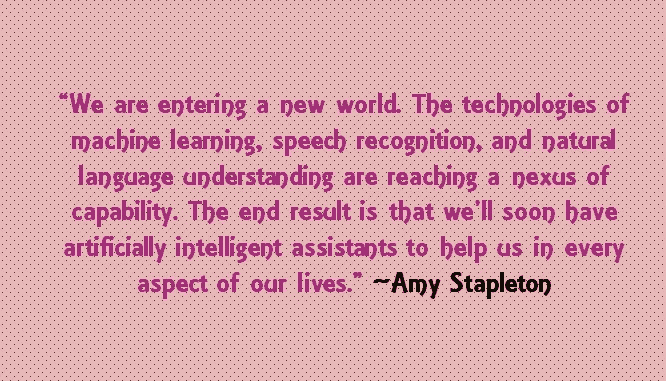 “We are entering a new world. The technologies of
machine learning, speech recognition, and natural
language understanding are reaching a nexus of
capability. The end result is that we’ll soon have
artificially intelligent assistants to help us in every
aspect of our lives.” ~Amy Stapleton